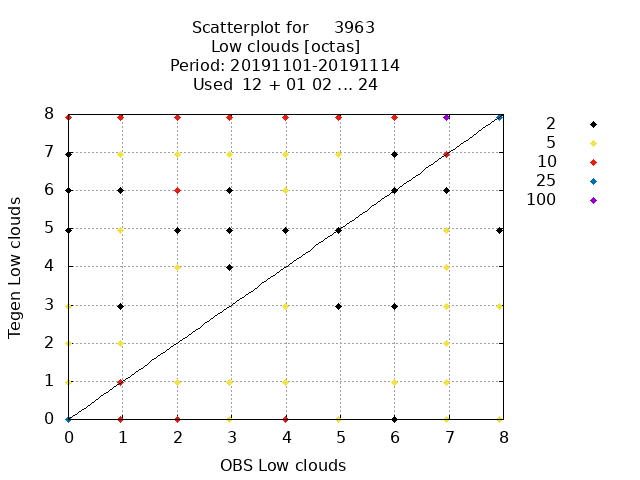 Scatterplot for 3963
Low clouds [octas]
Period: 20191101-20191114
Used 12 + 01 02 ... 24
2
5
10
25
100
8
7
6
5
4
3
2
1
0
Tegen Low clouds
0 1 2 3 4 5 6 7 8
OBS Low clouds